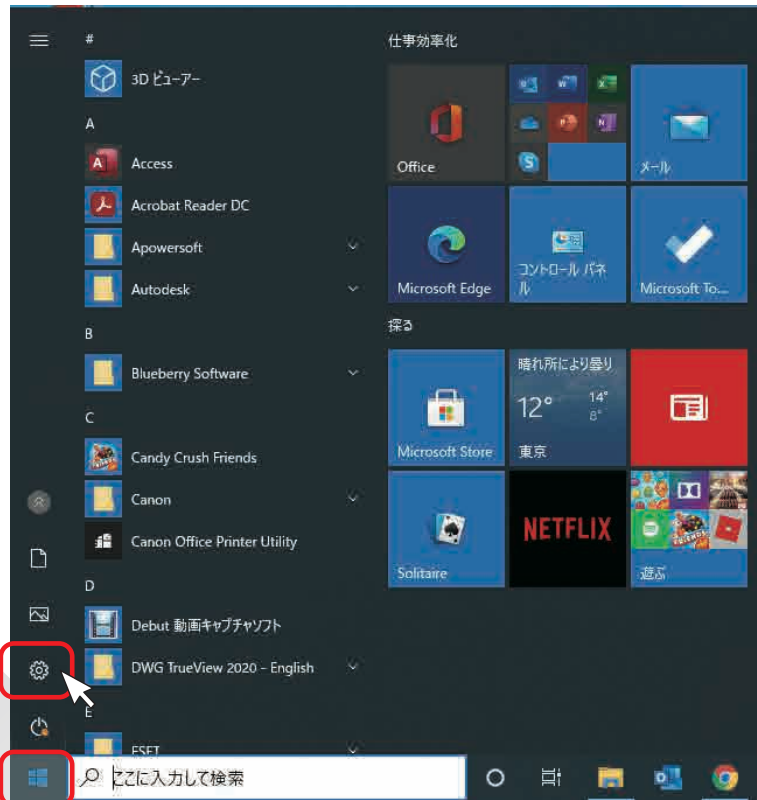 #
3D ビューアー
A
Access
Acrobat Reader DC
Apowersoft
Autodesk
B
Blueberry Software
C
Candy Crush Friends
Canon
Canon Office Printer Utility
D
Debut 動画キャプチャソフト
DWG TrueView 2020 - English
E
ESET
仕事効率化
Office
メール
Microsoft Edge
コントロール パネ
ル
Microsoft To...
探る
Microsoft Store
晴れ所により曇り
12° 14°
8°
東京
Solitaire
NETFLIX
遊ぶ
ここに入力して検索